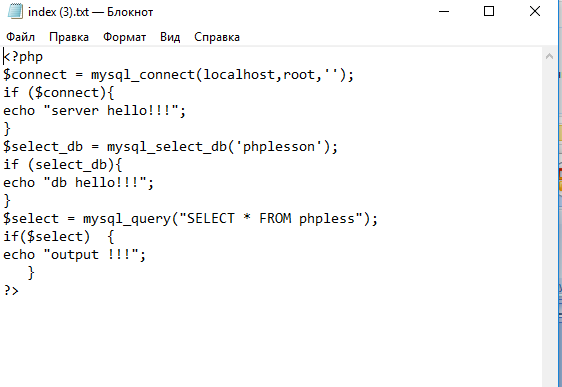 index (3).txt — Блокнот
Файл Правка Формат Вид Справка
<?php
$connect = mysql_connect(localhost,root,'');
if ($connect){
echo "server hello!!!";
}
$select_db = mysql_select_db('phplesson');
if (select_db){
echo "db hello!!!";
}
$select = mysql_query("SELECT * FROM phpless");
if($select)  {
echo "output !!!";
   }
?>